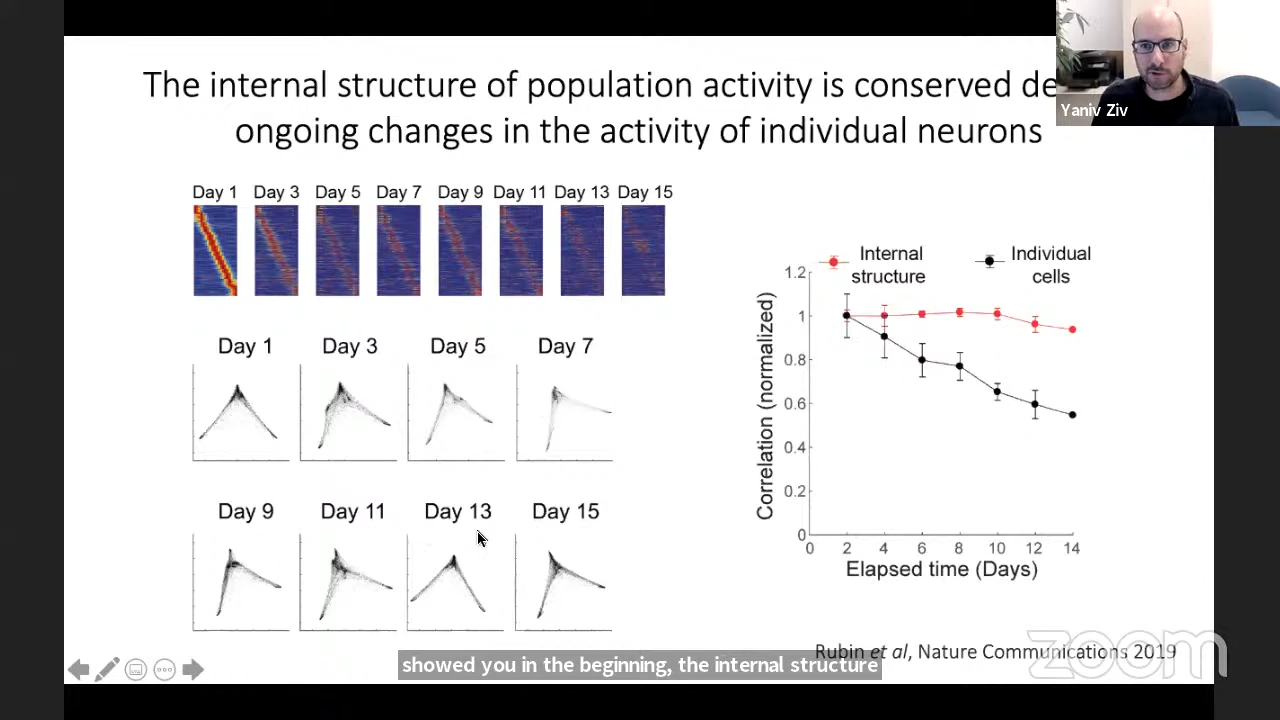 The internal structure of population activity is conserved de
ongoing changes in the activity of individual neurons
Yaniv Ziv
Day 1 Day 3 Day 5 Day 7 Day 9 Day 11 Day 13 Day 15
Day 1 Day 3 Day 5 Day 7
Day 9 Day 11 Day 13 Day 15
Internal structure
Individual cells
Correlation (normalized)
1.2
1
0.8
0.6
0.4
0.2
0
0 2 4 6 8 10 12 14
Elapsed time (Days)
Rubin et al, Nature Communications 2019
zoom
showed you in the beginning, the internal structure